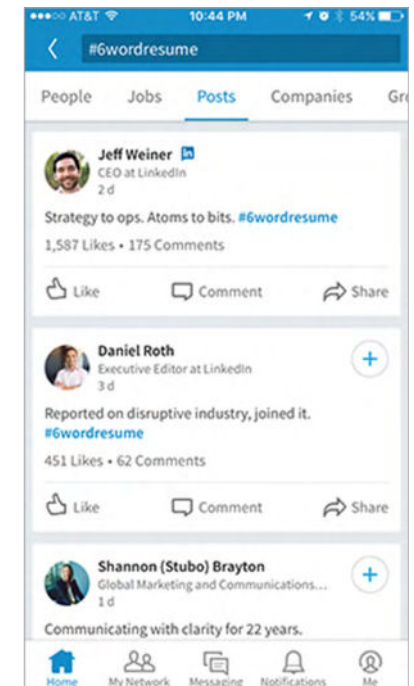 AT&T 10:44 PM 54%
#6wordresume
People Jobs Posts Companies Gr
Jeff Weiner in
CEO at LinkedIn
2 d
Strategy to ops. Atoms to bits. #6wordresume
1,587 Likes • 175 Comments
Like Comment Share
Daniel Roth
Executive Editor at LinkedIn
3 d
Reported on disruptive industry, joined it.
#6wordresume
451 Likes • 62 Comments
Like Comment Share
Shannon (Stubo) Brayton
Global Marketing and Communications...
1 d
Communicating with clarity for 22 years.
Home My Network Messaging Notifications Me